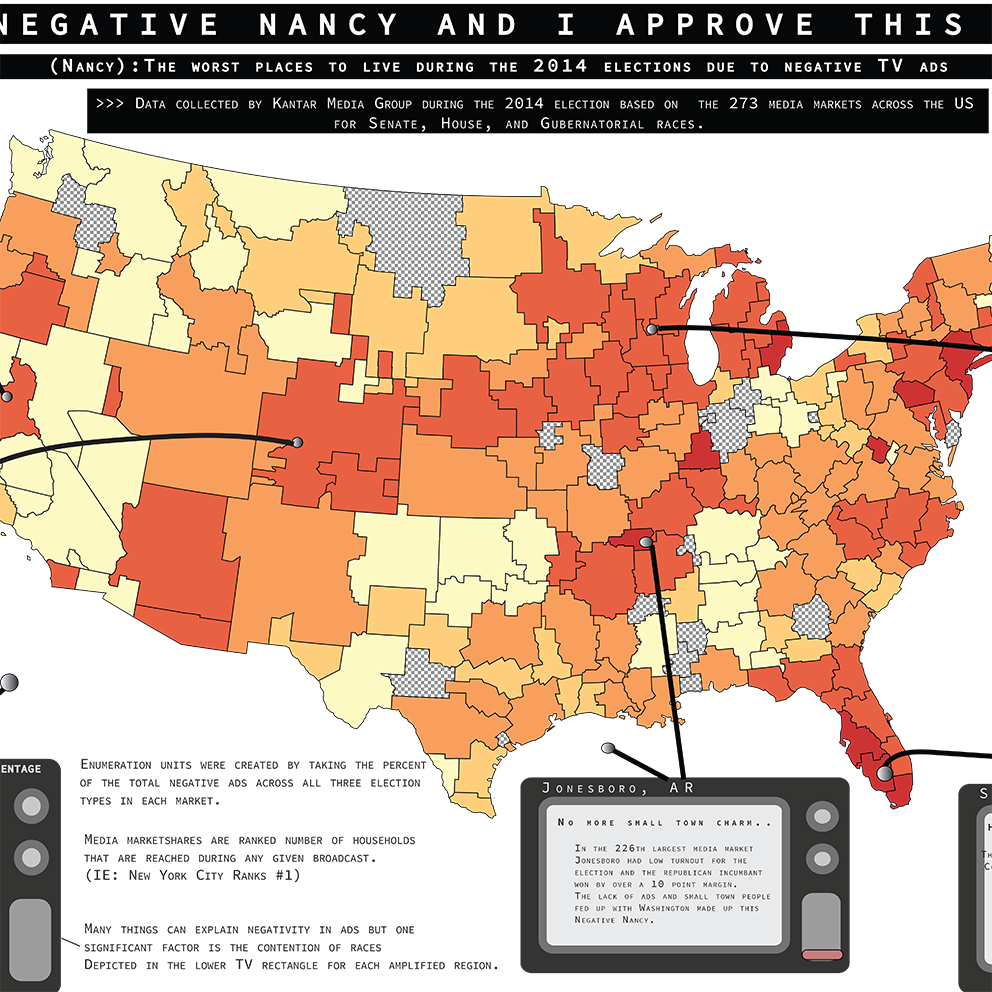 NEGATIVE NANCY AND I APPROVE THIS
(Nancy):The worst places to live during the 2014 elections due to negative TV ads
>>> Data collected by Kantar Media Group during the 2014 election based on the 273 media markets across the US
for Senate, House, and Gubernatorial races.
Enumeration units were created by taking the percent
of the total negative ads across all three election
types in each market.
Media marketshares are ranked number of households
that are reached during any given broadcast.
(IE: New York City Ranks #1)
Many things can explain negativity in ads but one
significant factor is the contention of races
Depicted in the lower TV rectangle for each amplified region.
ENTAGE
Jonesboro, AR
No more small town charm..
In the 226th largest media market
Jonesboro had low turnout for the
election and the republican incumbant
won by over a 10 point margin.
The lack of ads and small town people
fed up with Washington made up this
Negative Nancy.
S
H
Th
Co